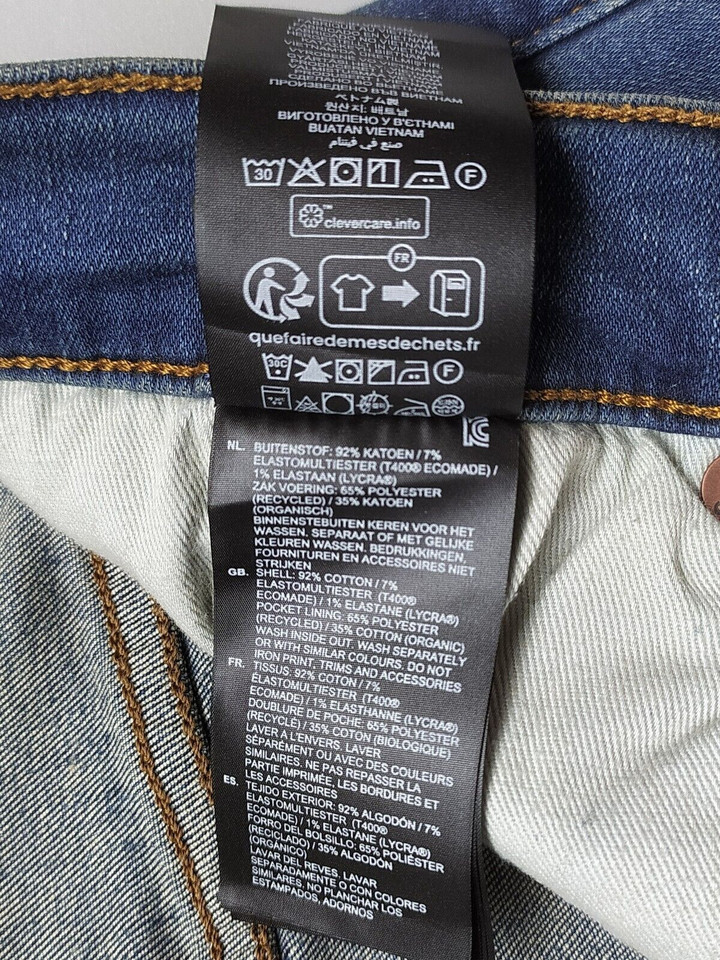 СДЕЛАНО ВО ВЬЕТНАМЕ
ПРОИЗВЕДЕНО ВЪВ ВИЕТНАМ
ベトナム製
원산지: 베트남
ВИГОТОВЛЕНО У В'ЄТНАМІ
BUATAN VIETNAM
صنع في فيتنام
30
F
clevercare.info
FR
quefairedemesdechets.fr
30C
F
NL. BUITENSTOF: 92% KATOEN / 7%
ELASTOMULTIESTER (T400® ECOMADE) /
1% ELASTAAN (LYCRA®)
ZAK VOERING: 65% POLYESTER
(RECYCLED) / 35% KATOEN
(ORGANISCH)
BINNENSTEBUITEN KEREN VOOR HET
WASSEN. SEPARAAT OF MET GELIJKE
KLEUREN WASSEN. BEDRUKKINGEN,
FOURNITUREN EN ACCESSOIRES NIET
STRIJKEN
GB. SHELL: 92% COTTON / 7%
ELASTOMULTIESTER (T400®
ECOMADE) / 1% ELASTANE (LYCRA®)
POCKET LINING: 65% POLYESTER
(RECYCLED) / 35% COTTON (ORGANIC)
WASH INSIDE OUT. WASH SEPARATELY
OR WITH SIMILAR COLOURS. DO NOT
IRON PRINT, TRIMS AND ACCESSORIES
FR. TISSUS: 92% COTON / 7%
ÉLASTOMULTIESTER (T400®
ECOMADE) / 1% ELASTHANNE (LYCRA®)
DOUBLURE DE POCHE: 65% POLYESTER
(RECYCLÉ) / 35% COTON (BIOLOGIQUE)
LAVER A L'ENVERS. LAVER
SÉPARÉMENT OU AVEC DES COULEURS
SIMILAIRES. NE PAS REPASSER LA
PARTIE IMPRIMÉE, LES BORDURES ET
LES ACCESSOIRES
ES. TEJIDO EXTERIOR: 92% ALGODÓN / 7%
ELASTOMULTIESTER (T400®
ECOMADE) / 1% ELASTANE (LYCRA®)
FORRO DEL BOLSILLO: 65% POLIÉSTER
(RECICLADO) / 35% ALGODÓN
(ORGÁNICO)
LAVAR DEL REVES. LAVAR
SEPARADAMENTE O CON COLORES
SIMILARES. NO PLANCHAR LOS
ESTAMPADOS, ADORNOS